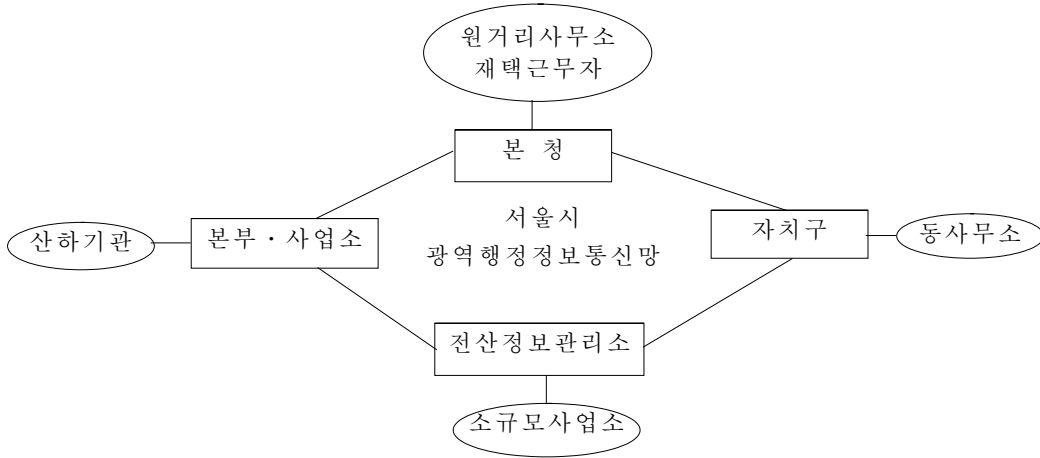 원거리사무소
재택근무자
본 청
서울시
광역행정정보통신망
산하기관
본부·사업소
자치구
동사무소
전산정보관리소
소규모사업소